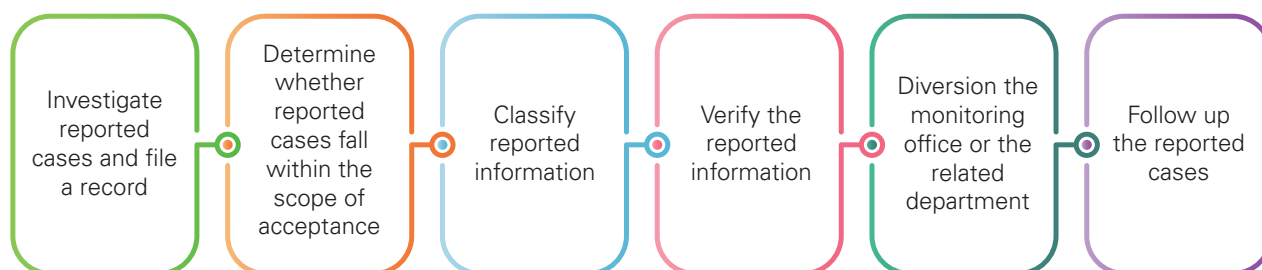 Investigate
reported
cases and file
a record
Determine
whether
reported
cases fall
within the
scope of
acceptance
Classify
reported
information
Verify the
reported
information
Diversion the
monitoring
office or the
related
department
Follow up
the reported
cases